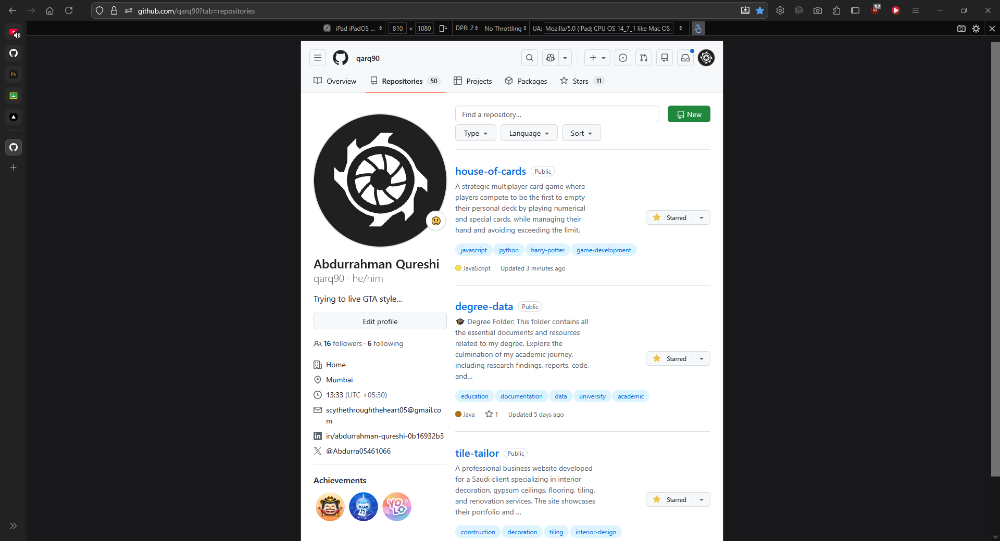 github.com/qarq90?tab=repositories
12
iPad iPadOS ...
810 × 1080
DPR: 2
No Throttling
UA: Mozilla/5.0 (iPad; CPU OS 14_7_1 like Mac OS
Ph
qarq90
Overview
Repositories 50
Projects
Packages
Stars 11
Abdurrahman Qureshi
qarq90 · he/him
Trying to live GTA style...
Edit profile
16 followers · 6 following
Home
Mumbai
13:33 (UTC +05:30)
scythethroughtheheart05@gmail.co
m
in/abdurrahman-qureshi-0b16932b3
@Abdurra05461066
Achievements
YOLO
Find a repository...
New
Type
Language
Sort
house-of-cards Public
A strategic multiplayer card game where
players compete to be the first to empty
their personal deck by playing numerical
and special cards, while managing their
hand and avoiding exceeding the limit.
Starred
javascript python harry-potter game-development
JavaScript Updated 3 minutes ago
degree-data Public
🎓 Degree Folder: This folder contains all
the essential documents and resources
related to my degree. Explore the
culmination of my academic journey,
including research findings, reports, code,
and...
Starred
education documentation data university academic
Java 1 Updated 5 days ago
tile-tailor Public
A professional business website developed
for a Saudi client specializing in interior
decoration, gypsum ceilings, flooring, tiling,
and renovation services. The site showcases
their portfolio and ...
Starred
construction decoration tiling interior-design